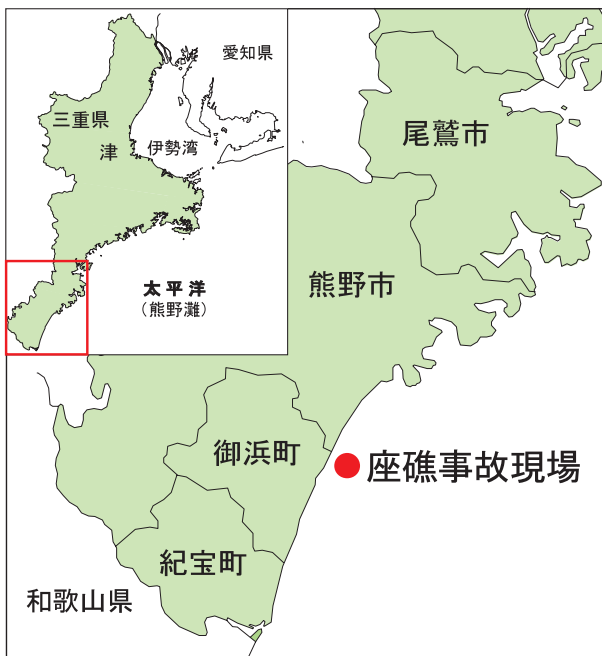 愛知県
三重県
津
伊勢湾
太平洋
(熊野灘)
尾鷲市
熊野市
御浜町
座礁事故現場
紀宝町
和歌山県